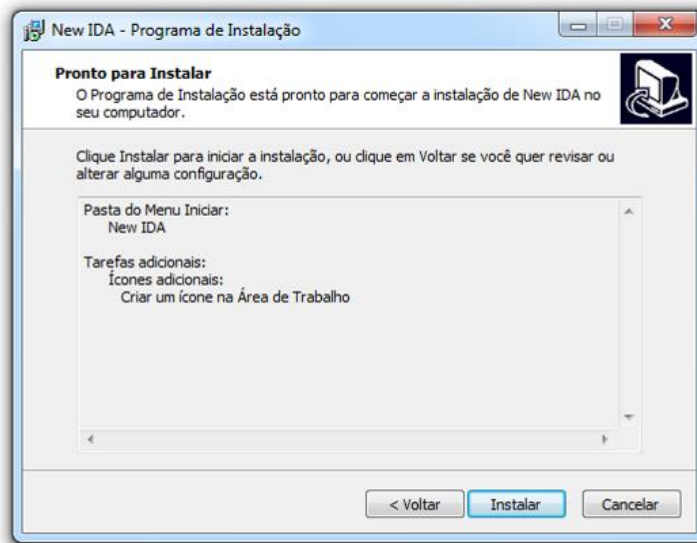 New IDA - Programa de Instalação
Pronto para Instalar
O Programa de Instalação está pronto para começar a instalação de New IDA no
seu computador.
Clique Instalar para iniciar a instalação, ou clique em Voltar se você quer revisar ou
alterar alguma configuração.
Pasta do Menu Iniciar:
New IDA
Tarefas adicionais:
Ícones adicionais:
Criar um ícone na Área de Trabalho
< Voltar
Instalar
Cancelar